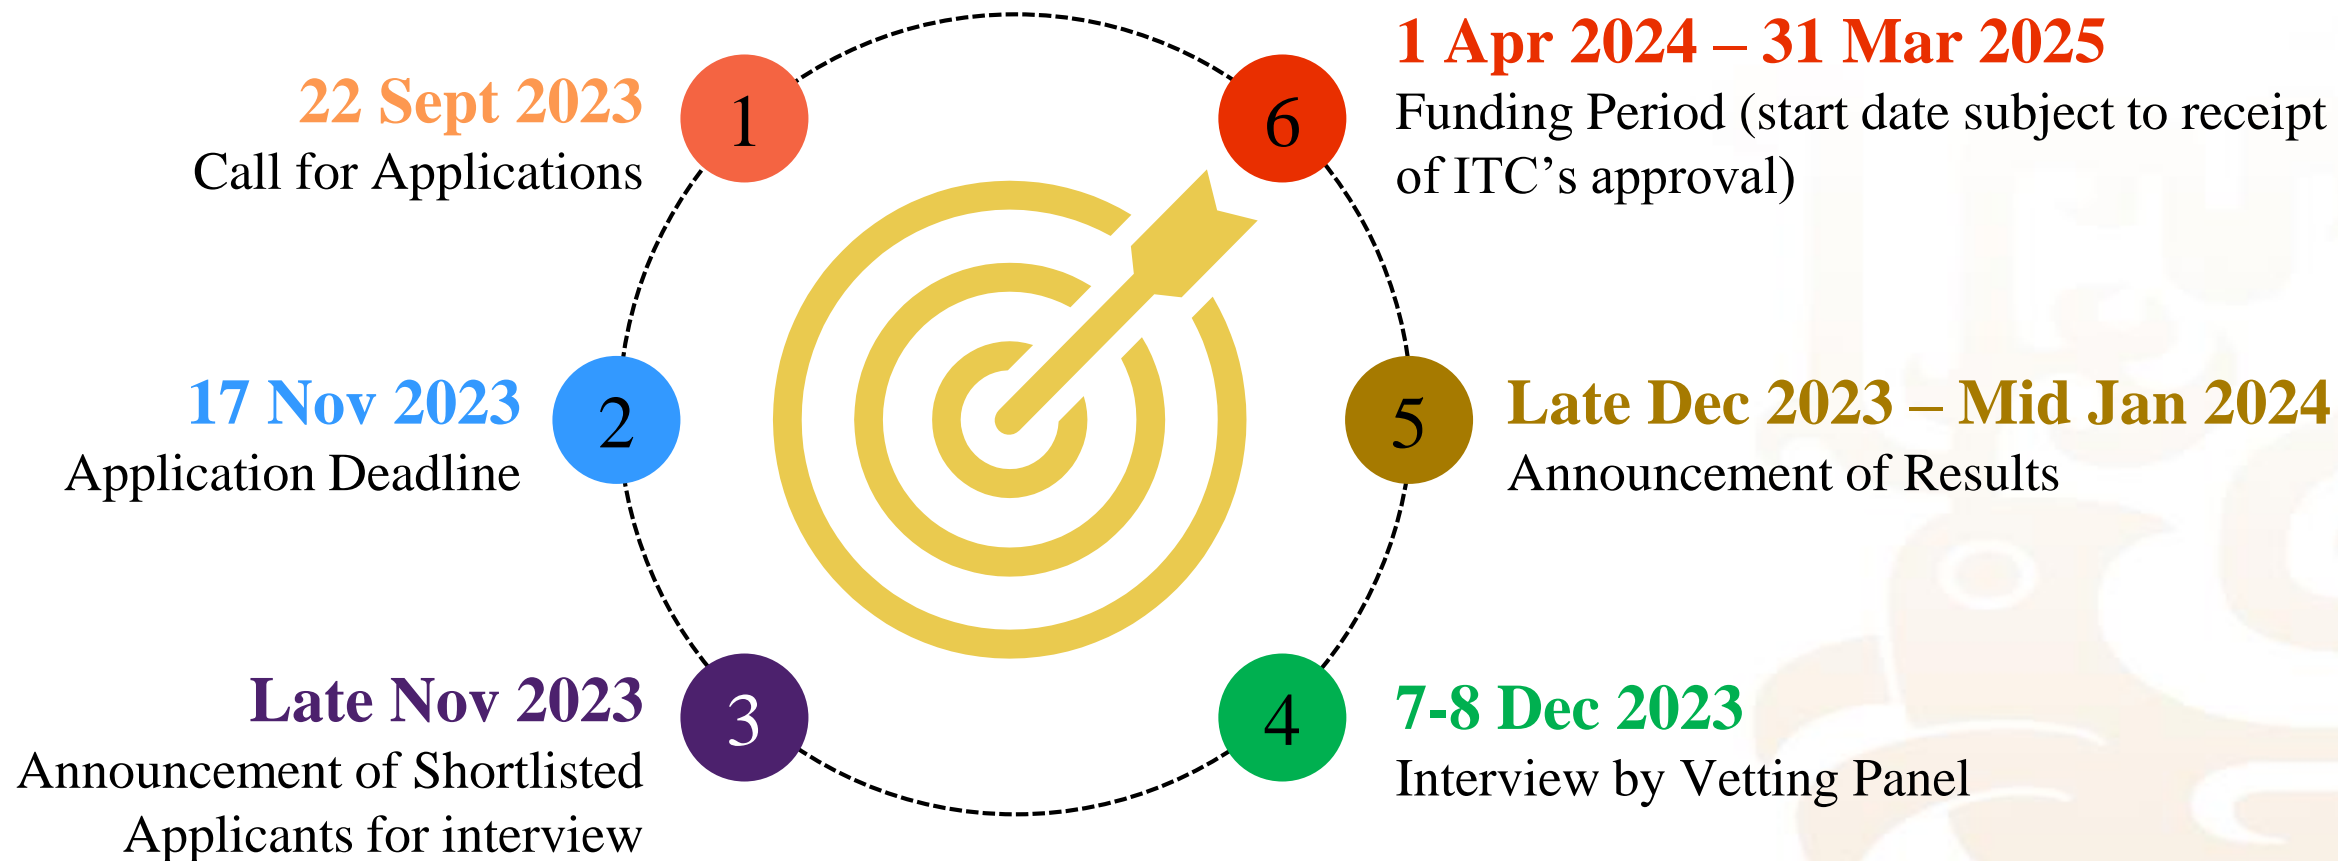 1
22 Sept 2023
Call for Applications
2
17 Nov 2023
Application Deadline
3
Late Nov 2023
Announcement of Shortlisted
Applicants for interview
4
7-8 Dec 2023
Interview by Vetting Panel
5
Late Dec 2023 – Mid Jan 2024
Announcement of Results
6
1 Apr 2024 – 31 Mar 2025
Funding Period (start date subject to receipt
of ITC’s approval)